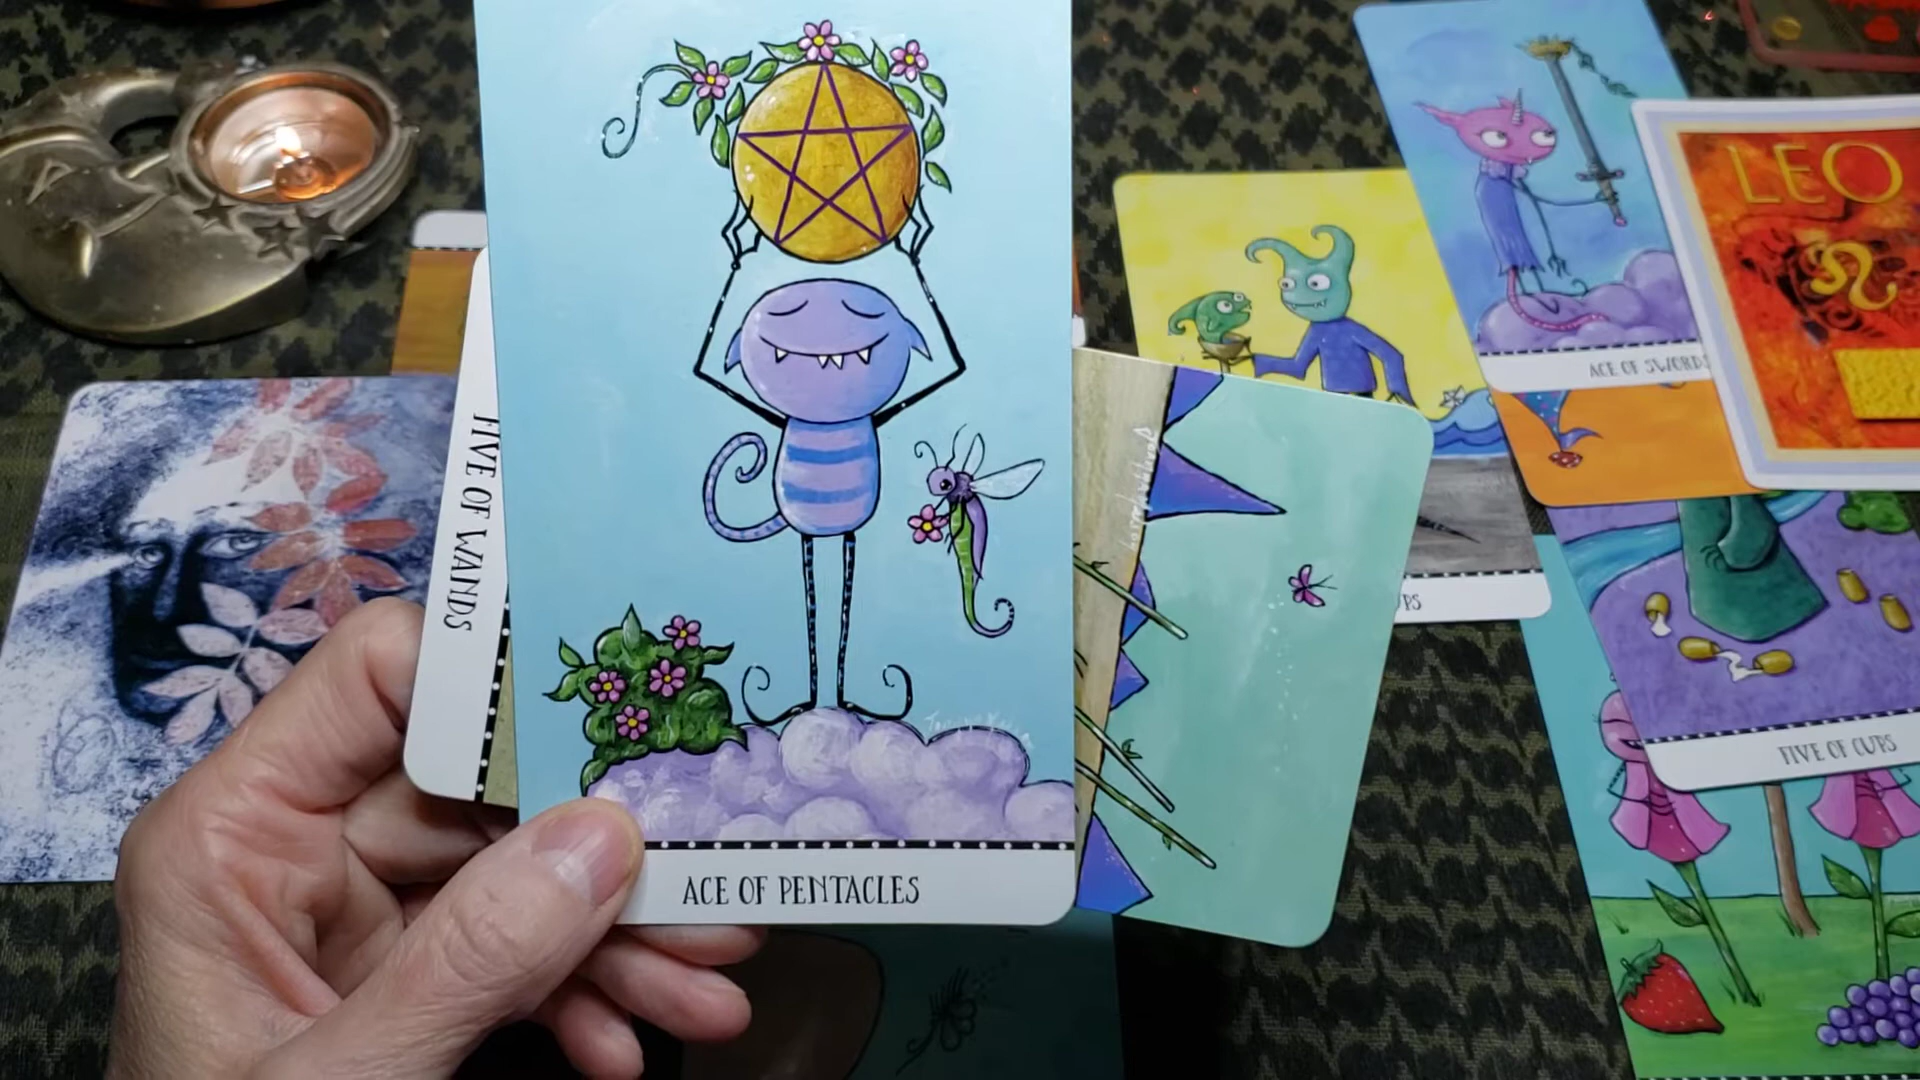 LEO
ACE OF SWORDS
FIVE OF WANDS
FIVE OF CUPS
ACE OF PENTACLES